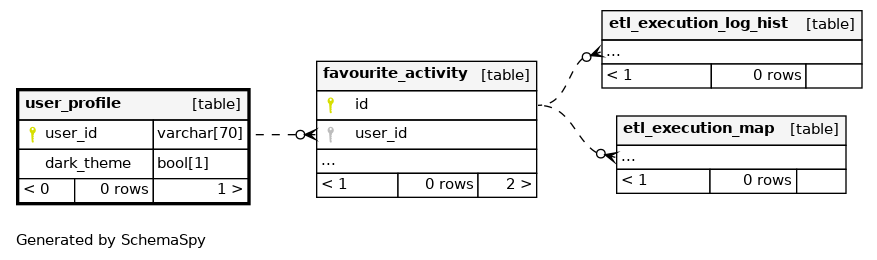 user_profile [table]
user_id varchar[70]
dark_theme bool[1]
< 0 0 rows 1 >
favourite_activity [table]
id
user_id
...
< 1 0 rows 2 >
etl_execution_log_hist [table]
...
< 1 0 rows
etl_execution_map [table]
...
< 1 0 rows
Generated by SchemaSpy